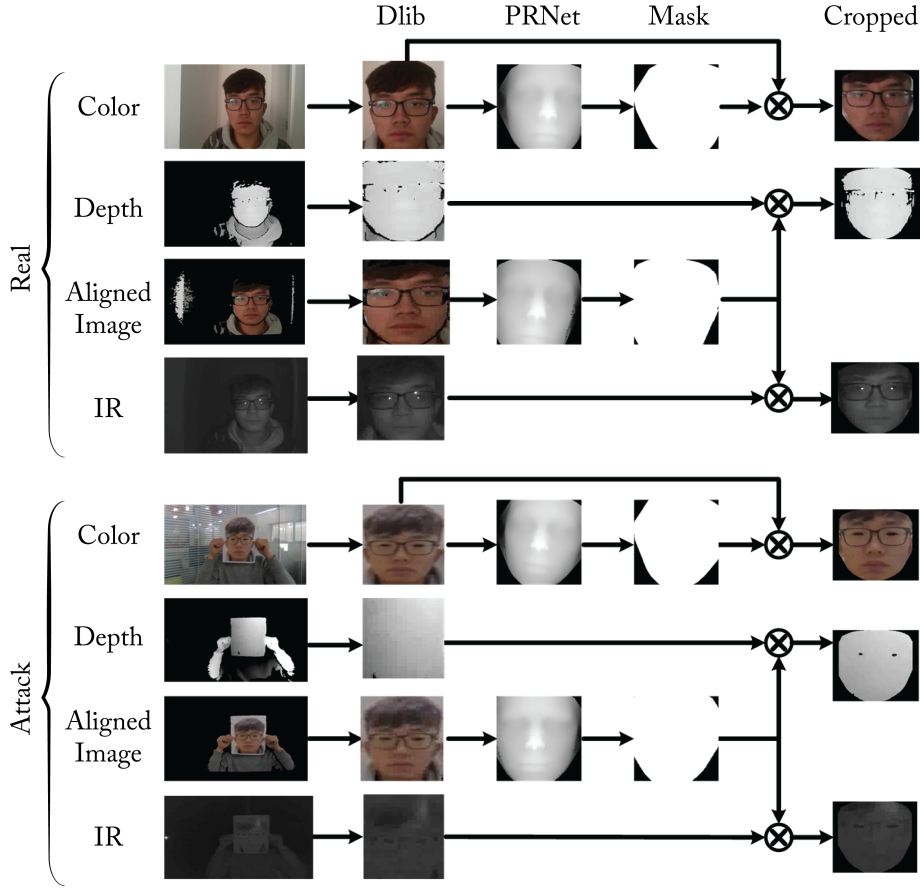 Dlib PRNet Mask Cropped
Real
Color
Depth
Aligned
Image
IR
Attack
Color
Depth
Aligned
Image
IR